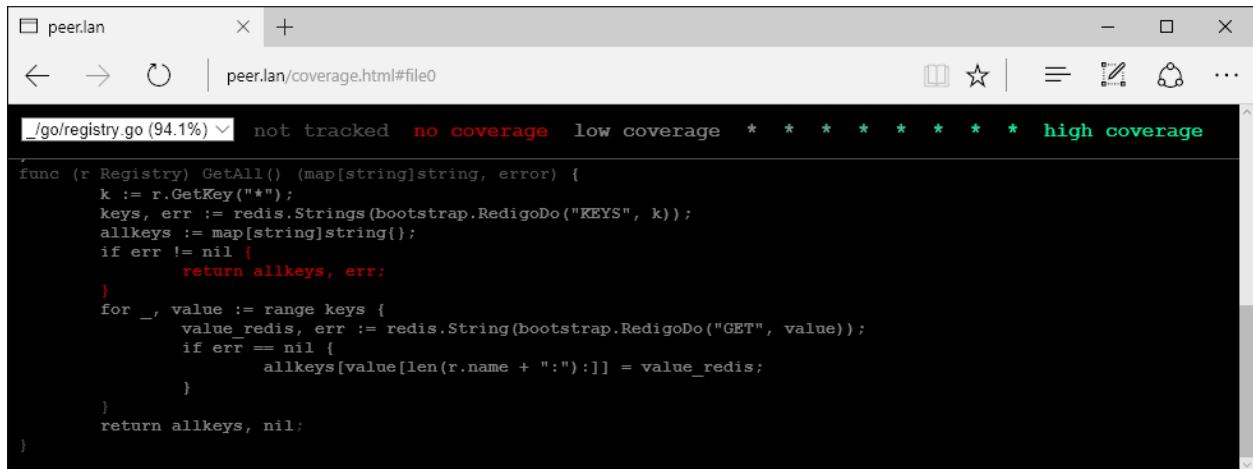 peer.lan
peer.lan/coverage.html#file0
_/go/registry.go (94.1%) not tracked no coverage low coverage * * * * * * * * high coverage
}
func (r Registry) GetAll() (map[string]string, error) {
k := r.GetKey("*");
keys, err := redis.Strings(bootstrap.RedigoDo("KEYS", k));
allkeys := map[string]string{};
if err != nil {
return allkeys, err;
}
for _, value := range keys {
value_redis, err := redis.String(bootstrap.RedigoDo("GET", value));
if err == nil {
allkeys[value[len(r.name + ":"):]] = value_redis;
}
}
return allkeys, nil;
}